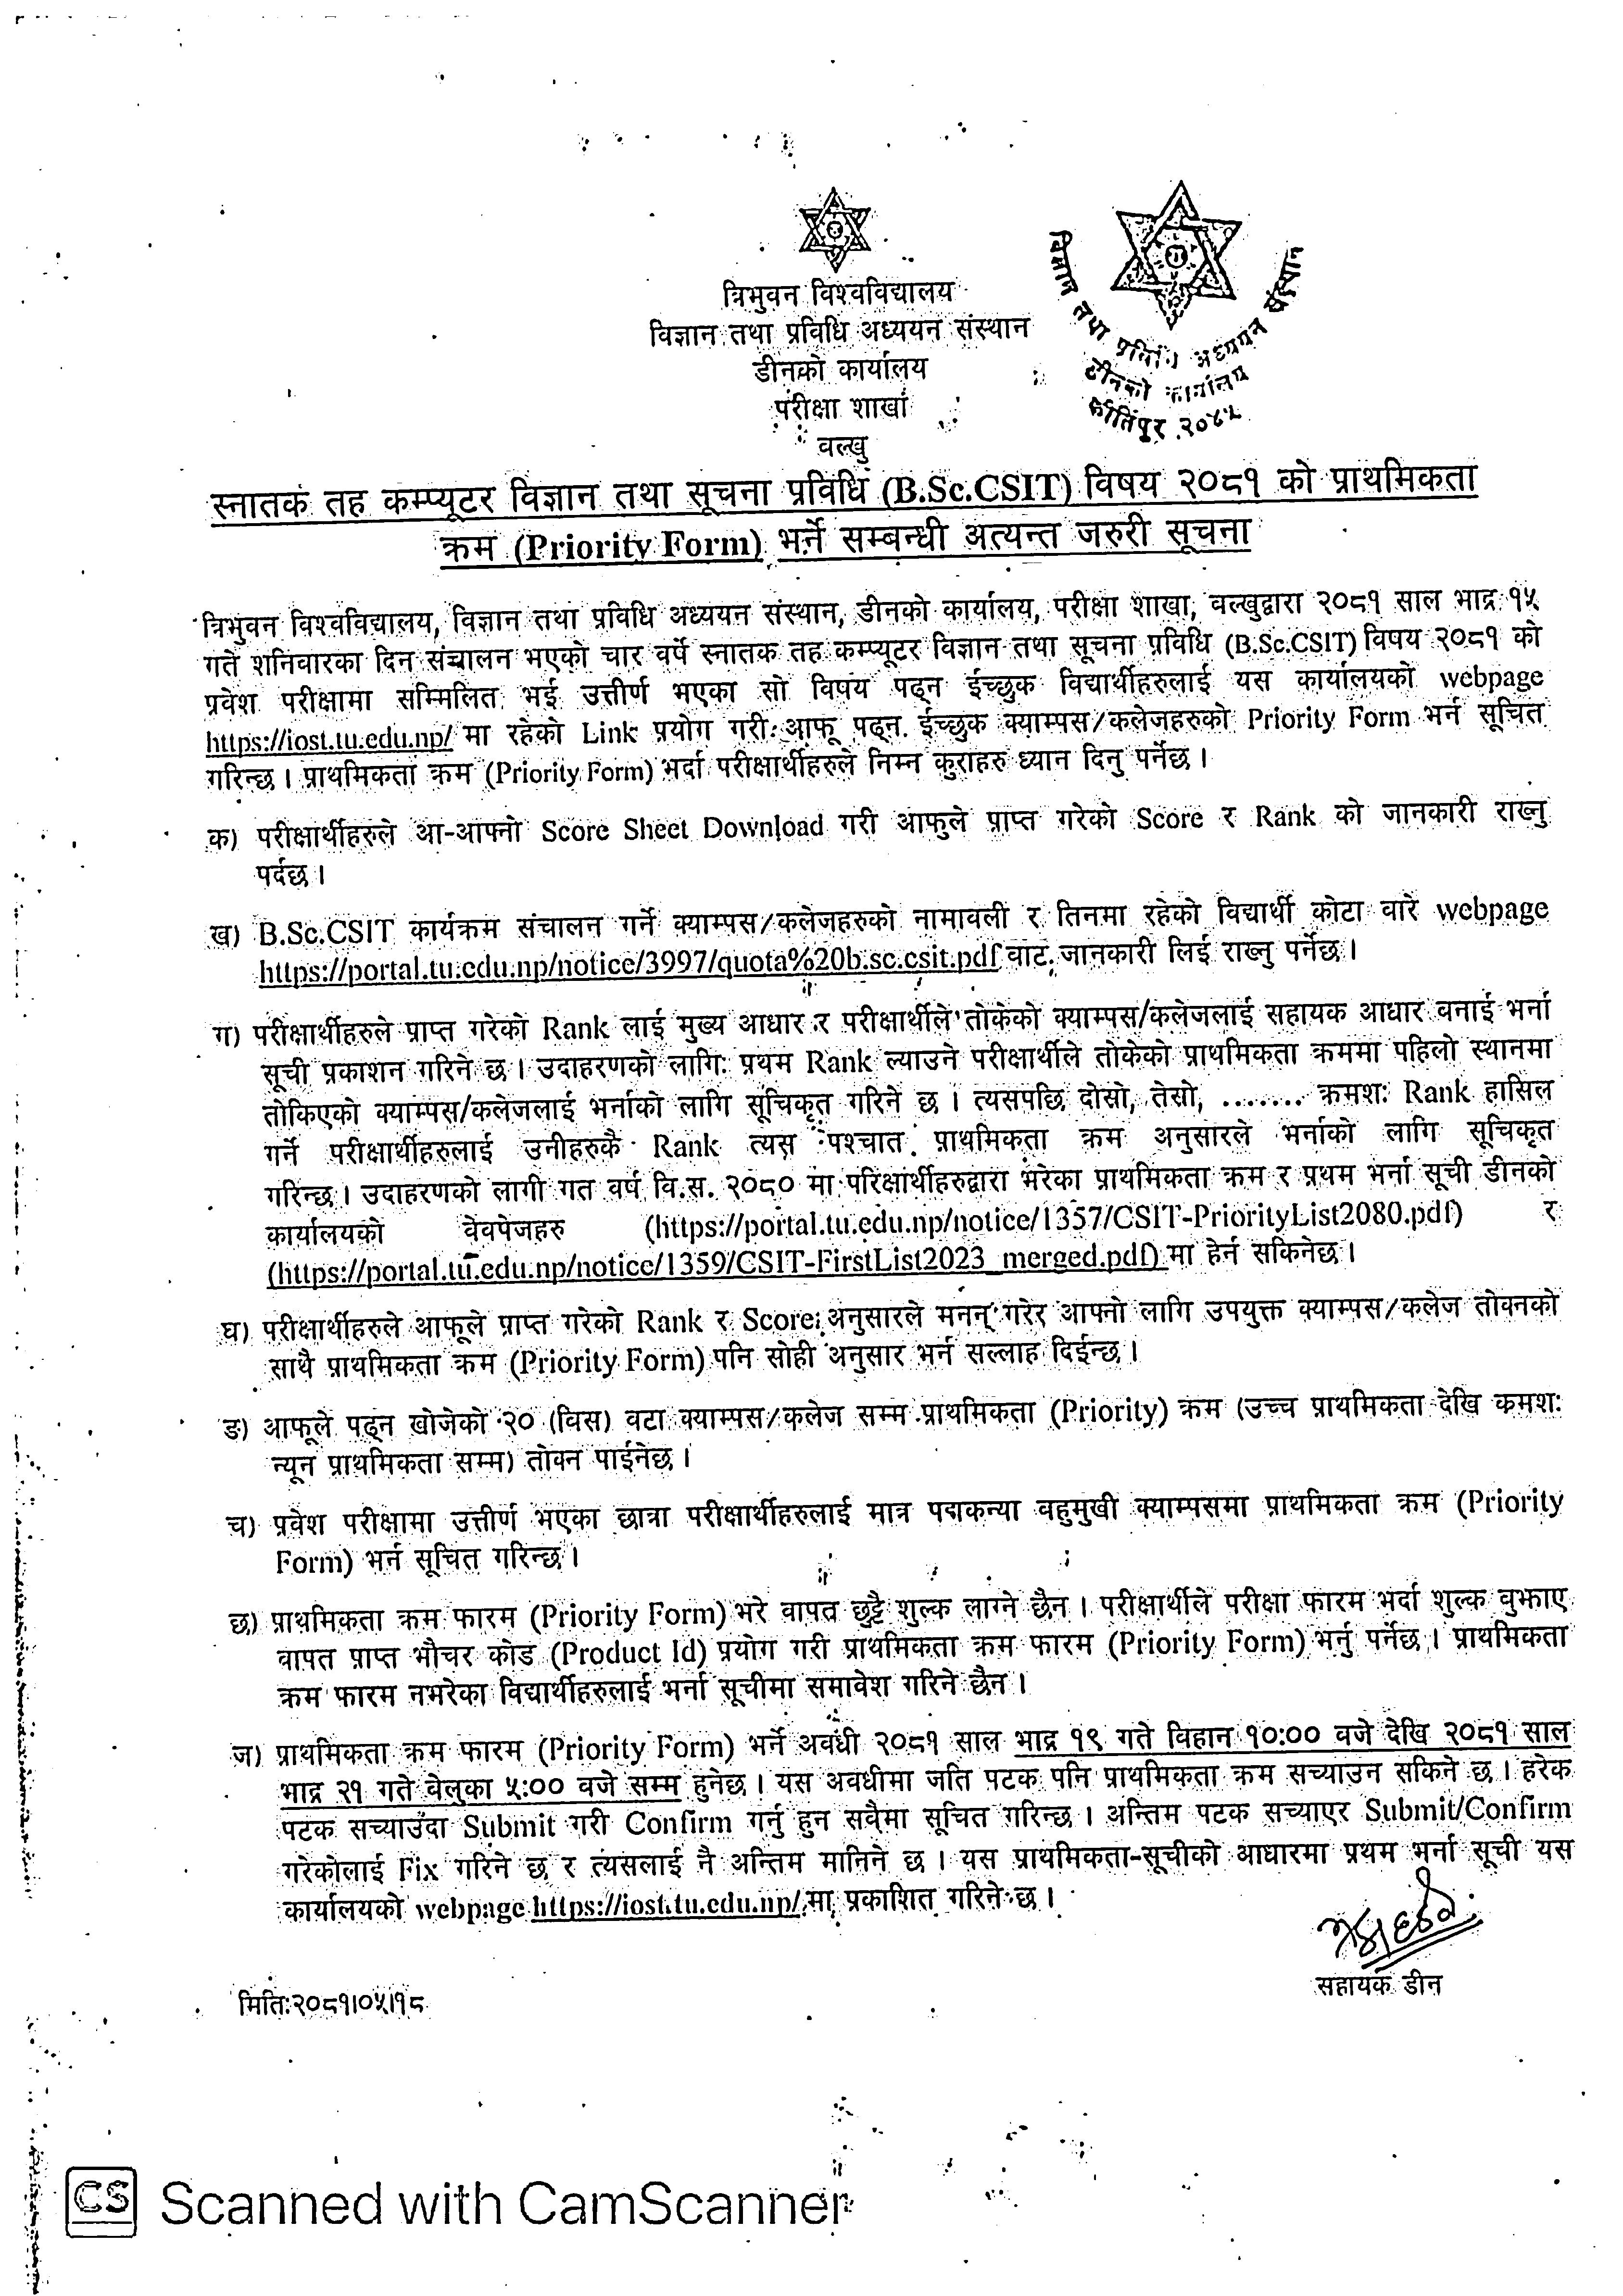 त्रिभुवन विश्वविद्यालय
विज्ञान तथा प्रविधि अध्ययन संस्थान
डीनको कार्यालय
परीक्षा शाखा
वल्खु
विज्ञान तथा प्रविधि अध्ययन संस्थान
डीनको कार्यालय
कीर्तिपुर २०४५
स्नातक तह कम्प्यूटर विज्ञान तथा सूचना प्रविधि (B.Sc.CSIT) विषय २०८१ को प्राथमिकता
क्रम (Priority Form) भर्ने सम्बन्धी अत्यन्त जरुरी सूचना
त्रिभुवन विश्वविद्यालय, विज्ञान तथा प्रविधि अध्ययन संस्थान, डीनको कार्यालय, परीक्षा शाखा, वल्खुद्वारा २०८१ साल भाद्र १५
गते शनिवारका दिन संचालन भएको चार वर्षे स्नातक तह कम्प्यूटर विज्ञान तथा सूचना प्रविधि (B.Sc.CSIT) विषय २०८१ को
प्रवेश परीक्षामा सम्मिलित भई उत्तीर्ण भएका सो विषय पढ्न ईच्छुक विद्यार्थीहरुलाई यस कार्यालयको webpage
https://iost.tu.edu.np/ मा रहेको Link प्रयोग गरी आफू पढ्न ईच्छुक क्याम्पस/कलेजहरुको Priority Form भर्न सूचित
गरिन्छ । प्राथमिकता क्रम (Priority Form) भर्दा परीक्षार्थीहरुले निम्न कुराहरु ध्यान दिनु पर्नेछ ।
क) परीक्षार्थीहरुले आ-आफ्नो Score Sheet Download गरी आफुले प्राप्त गरेको Score र Rank को जानकारी राख्नु
पर्दछ ।
ख) B.Sc.CSIT कार्यक्रम संचालन गर्ने क्याम्पस/कलेजहरुको नामावली र तिनमा रहेको विद्यार्थी कोटा वारे webpage
https://portal.tu.edu.np/notice/3997/quota%20b.sc.csit.pdf वाट जानकारी लिई राख्नु पर्नेछ ।
ग) परीक्षार्थीहरुले प्राप्त गरेको Rank लाई मुख्य आधार र परीक्षार्थीले तोकेको क्याम्पस/कलेजलाई सहायक आधार वनाई भर्ना
सूची प्रकाशन गरिने छ । उदाहरणको लागिः प्रथम Rank ल्याउने परीक्षार्थीले तोकेको प्राथमिकता क्रममा पहिलो स्थानमा
तोकिएको क्याम्पस/कलेजलाई भर्नाको लागि सूचिकृत गरिने छ । त्यसपछि दोस्रो, तेस्रो, ........ क्रमशः Rank हासिल
गर्ने परीक्षार्थीहरुलाई उनीहरुकै Rank त्यस पश्चात प्राथमिकता क्रम अनुसारले भर्नाको लागि सूचिकृत
गरिन्छ । उदाहरणको लागी गत वर्ष वि.स. २०८० मा परिक्षार्थीहरुद्वारा भरेका प्राथमिकता क्रम र प्रथम भर्ना सूची डीनको
कार्यालयको वेवपेजहरु (https://portal.tu.edu.np/notice/1357/CSIT-PriorityList2080.pdf) र
(https://portal.tu.edu.np/notice/1359/CSIT-FirstList2023_merged.pdf) मा हेर्न सकिनेछ ।
घ) परीक्षार्थीहरुले आफूले प्राप्त गरेको Rank र Score अनुसारले मनन् गरेर आफ्नो लागि उपयुक्त क्याम्पस/कलेज तोक्नको
साथै प्राथमिकता क्रम (Priority Form) पनि सोही अनुसार भर्न सल्लाह दिईन्छ ।
ङ) आफूले पढ्न खोजेको २० (विस) वटा क्याम्पस/कलेज सम्म प्राथमिकता (Priority) क्रम (उच्च प्राथमिकता देखि कमशः
न्यून प्राथमिकता सम्म) तोक्न पाईनेछ ।
च) प्रवेश परीक्षामा उत्तीर्ण भएका छात्रा परीक्षार्थीहरुलाई मात्र पद्मकन्या वहुमुखी क्याम्पसमा प्राथमिकता क्रम (Priority
Form) भर्न सूचित गरिन्छ ।
छ) प्राथमिकता क्रम फारम (Priority Form) भरे वापत छुट्टै शुल्क लाग्ने छैन । परीक्षार्थीले परीक्षा फारम भर्दा शुल्क वुझाए
वापत प्राप्त भौचर कोड (Product Id) प्रयोग गरी प्राथमिकता क्रम फारम (Priority Form) भर्नु पर्नेछ । प्राथमिकता
क्रम फारम नभरेका विद्यार्थीहरुलाई भर्ना सूचीमा समावेश गरिने छैन ।
ज) प्राथमिकता क्रम फारम (Priority Form) भर्ने अवधी २०८१ साल भाद्र १९ गते विहान १०:०० वजे देखि २०८१ साल
भाद्र २१ गते वेलुका ५:०० वजे सम्म हुनेछ । यस अवधीमा जति पटक पनि प्राथमिकता क्रम सच्याउन सकिने छ । हरेक
पटक सच्याउँदा Submit गरी Confirm गर्नु हुन सवैमा सूचित गरिन्छ । अन्तिम पटक सच्याएर Submit/Confirm
गरेकोलाई Fix गरिने छ र त्यसलाई नै अन्तिम मानिने छ । यस प्राथमिकता-सूचीको आधारमा प्रथम भर्ना सूची यस
कार्यालयको webpage https://iost.tu.edu.np/ मा प्रकाशित गरिने छ ।
सहायक डीन
मितिः२०८१।०५।१८
CS Scanned with CamScanner